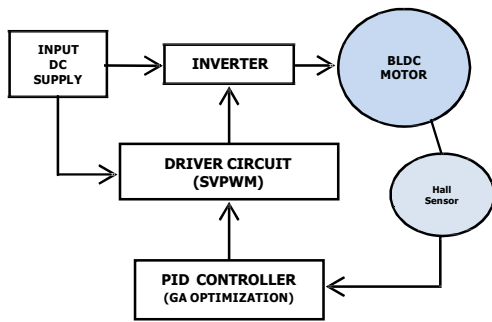 INPUT
DC
SUPPLY
INVERTER
BLDC
MOTOR
DRIVER CIRCUIT
(SVPWM)
Hall
Sensor
PID CONTROLLER
(GA OPTIMIZATION)